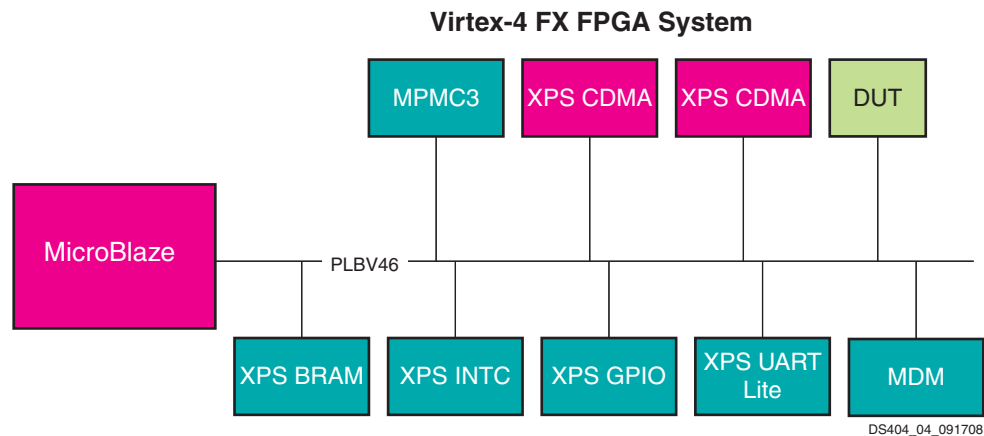 Virtex-4 FX FPGA System
MPMC3
XPS CDMA
XPS CDMA
DUT
MicroBlaze
PLBV46
XPS BRAM
XPS INTC
XPS GPIO
XPS UART
Lite
MDM
DS404_04_091708